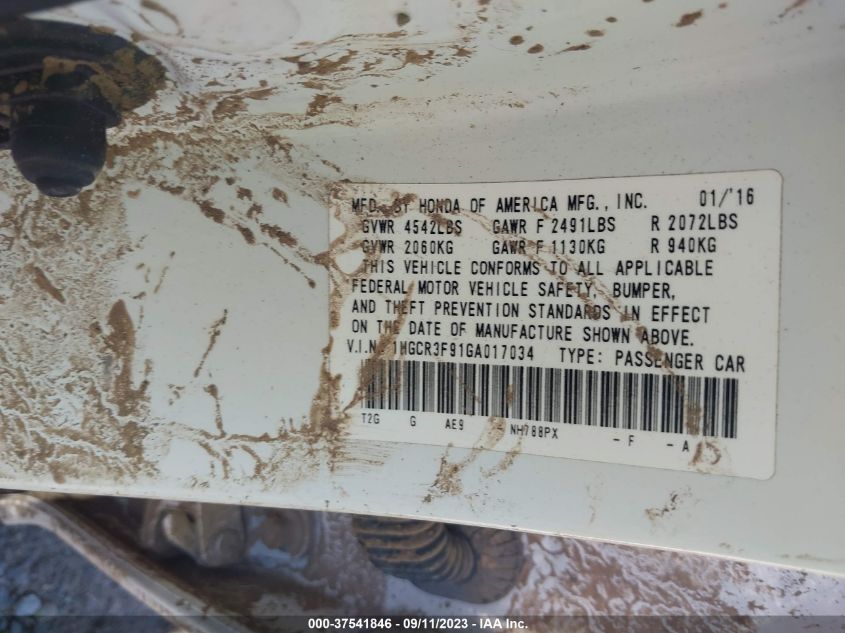 MFD. BY HONDA OF AMERICA MFG., INC. 01/'16
GVWR 4542LBS GAWR F 2491LBS R 2072LBS
GVWR 2060KG GAWR F 1130KG R 940KG
THIS VEHICLE CONFORMS TO ALL APPLICABLE
FEDERAL MOTOR VEHICLE SAFETY, BUMPER,
AND THEFT PREVENTION STANDARDS IN EFFECT
ON THE DATE OF MANUFACTURE SHOWN ABOVE.
V.I.N. 1HGCR3F91GA017034 TYPE: PASSENGER CAR
T2G G AE9 - NH788PX - F - A
000-37541846 - 09/11/2023 - IAA Inc.